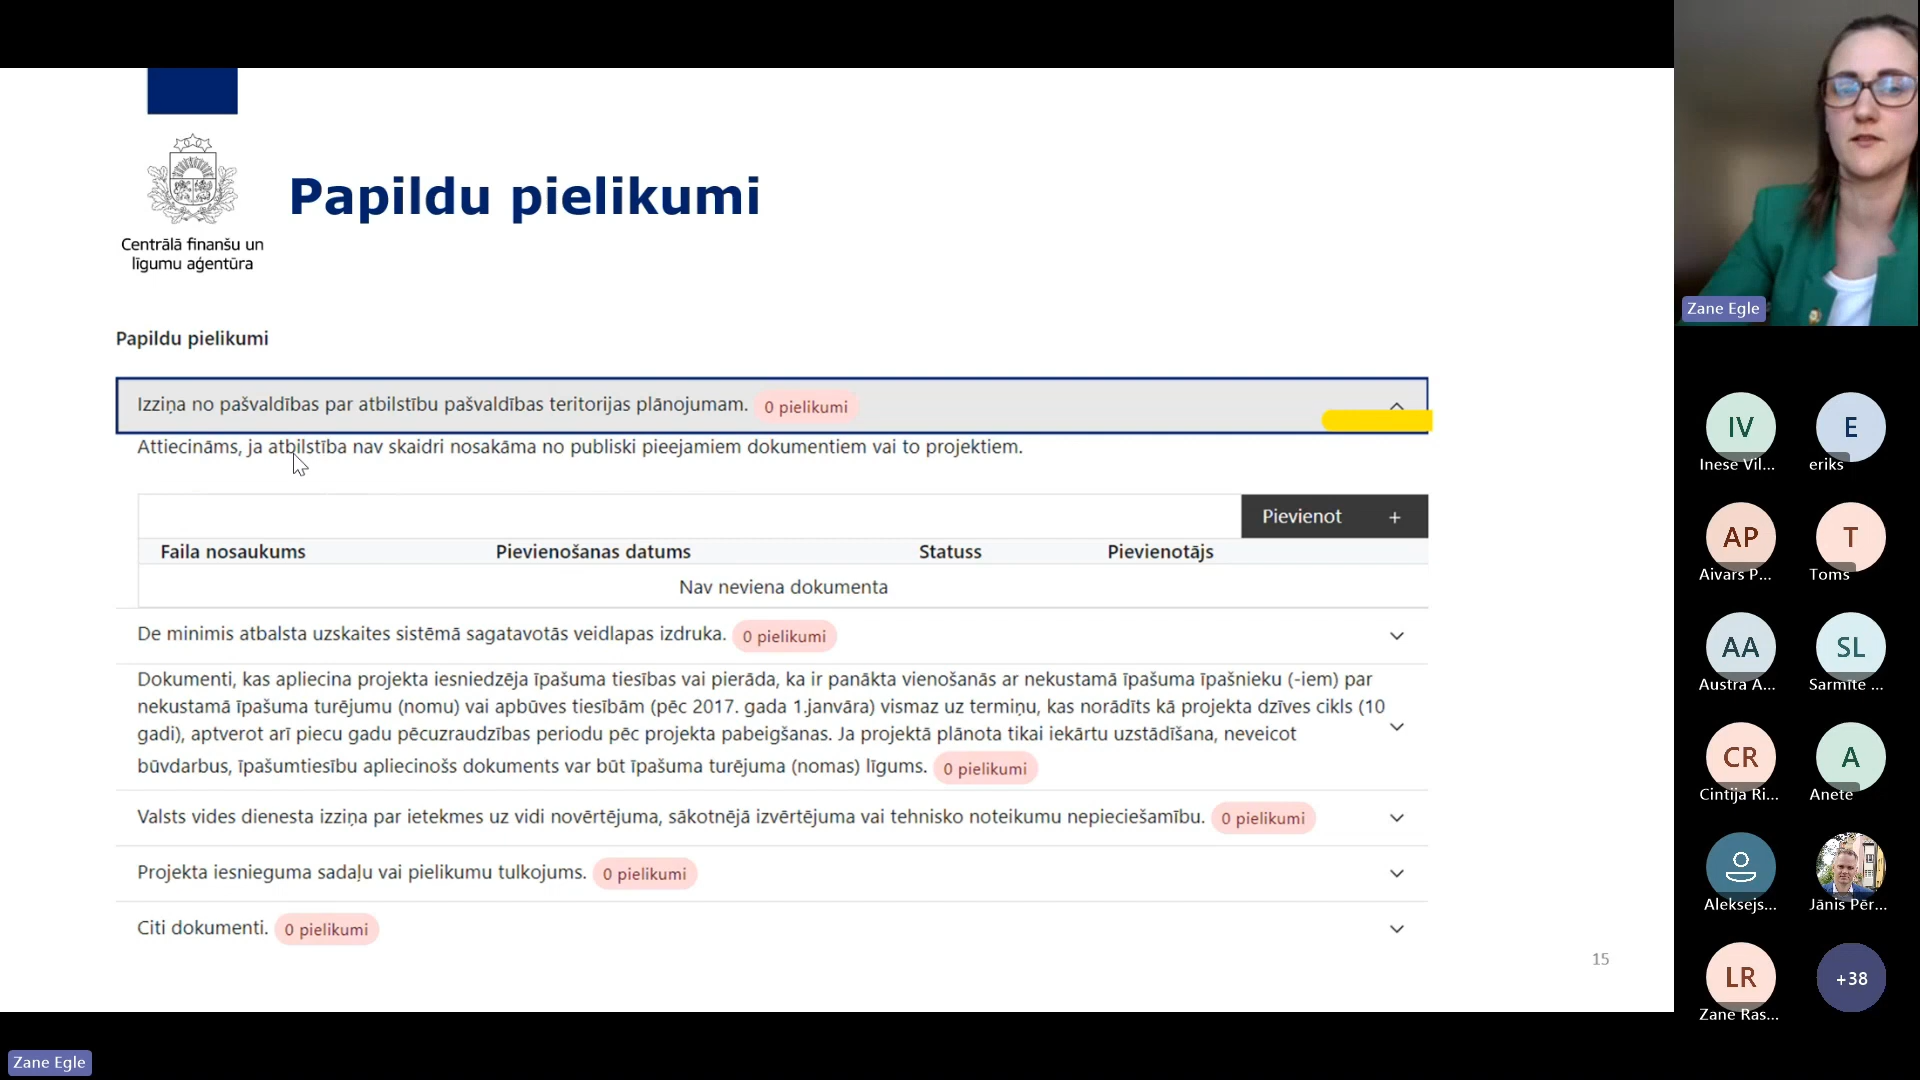 Centrālā finanšu un
līgumu aģentūra
Papildu pielikumi
Papildu pielikumi
Izziņa no pašvaldības par atbilstību pašvaldības teritorijas plānojumam. 0 pielikumi
Attiecināms, ja atbilstība nav skaidri nosakāma no publiski pieejamiem dokumentiem vai to projektiem.
Pievienot +
Faila nosaukums Pievienošanas datums Statuss Pievienotājs
Nav neviena dokumenta
De minimis atbalsta uzskaites sistēmā sagatavotās veidlapas izdruka. 0 pielikumi
Dokumenti, kas apliecina projekta iesniedzēja īpašuma tiesības vai pierāda, ka ir panākta vienošanās ar nekustamā īpašuma īpašnieku (-iem) par
nekustamā īpašuma turējumu (nomu) vai apbūves tiesībām (pēc 2017. gada 1.janvāra) vismaz uz termiņu, kas norādīts kā projekta dzīves cikls (10
gadi), aptverot arī piecu gadu pēcuzraudzības periodu pēc projekta pabeigšanas. Ja projektā plānota tikai iekārtu uzstādīšana, neveicot
būvdarbus, īpašumtiesību apliecinošs dokuments var būt īpašuma turējuma (nomas) līgums. 0 pielikumi
Valsts vides dienesta izziņa par ietekmes uz vidi novērtējuma, sākotnējā izvērtējuma vai tehnisko noteikumu nepieciešamību. 0 pielikumi
Projekta iesnieguma sadaļu vai pielikumu tulkojums. 0 pielikumi
Citi dokumenti. 0 pielikumi
15
Zane Egle
Zane Egle
IV E
Inese Vil... eriks
AP T
Aivars P... Toms
AA SL
Austra A... Sarmīte ...
CR A
Cintija Ri... Anete
Aleksejs... Jānis Pēr...
LR +38
Zane Ras...